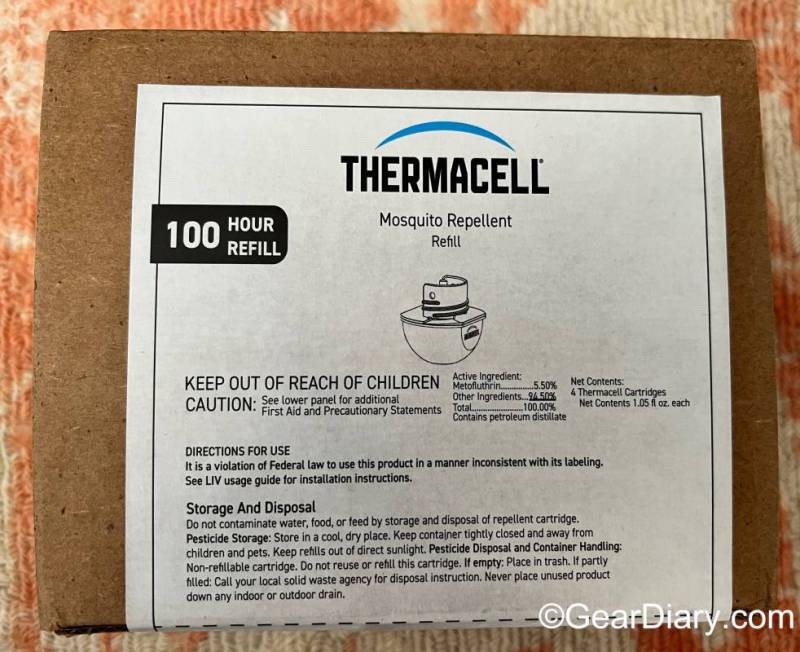 THERMACELL®
Mosquito Repellent
Refill
100 HOUR
REFILL
KEEP OUT OF REACH OF CHILDREN
CAUTION: See lower panel for additional
First Aid and Precautionary Statements
Active Ingredient:
Metofluthrin..............5.50%
Other Ingredients...94.50%
Total......................100.00%
Contains petroleum distillate
Net Contents:
4 Thermacell Cartridges
Net Contents 1.05 fl oz. each
DIRECTIONS FOR USE
It is a violation of Federal law to use this product in a manner inconsistent with its labeling.
See LIV usage guide for installation instructions.
Storage And Disposal
Do not contaminate water, food, or feed by storage and disposal of repellent cartridge.
Pesticide Storage: Store in a cool, dry place. Keep container tightly closed and away from
children and pets. Keep refills out of direct sunlight. Pesticide Disposal and Container Handling:
Non-refillable cartridge. Do not reuse or refill this cartridge. If empty: Place in trash. If partly
filled: Call your local solid waste agency for disposal instruction. Never place unused product
down any indoor or outdoor drain.
©GearDiary.com